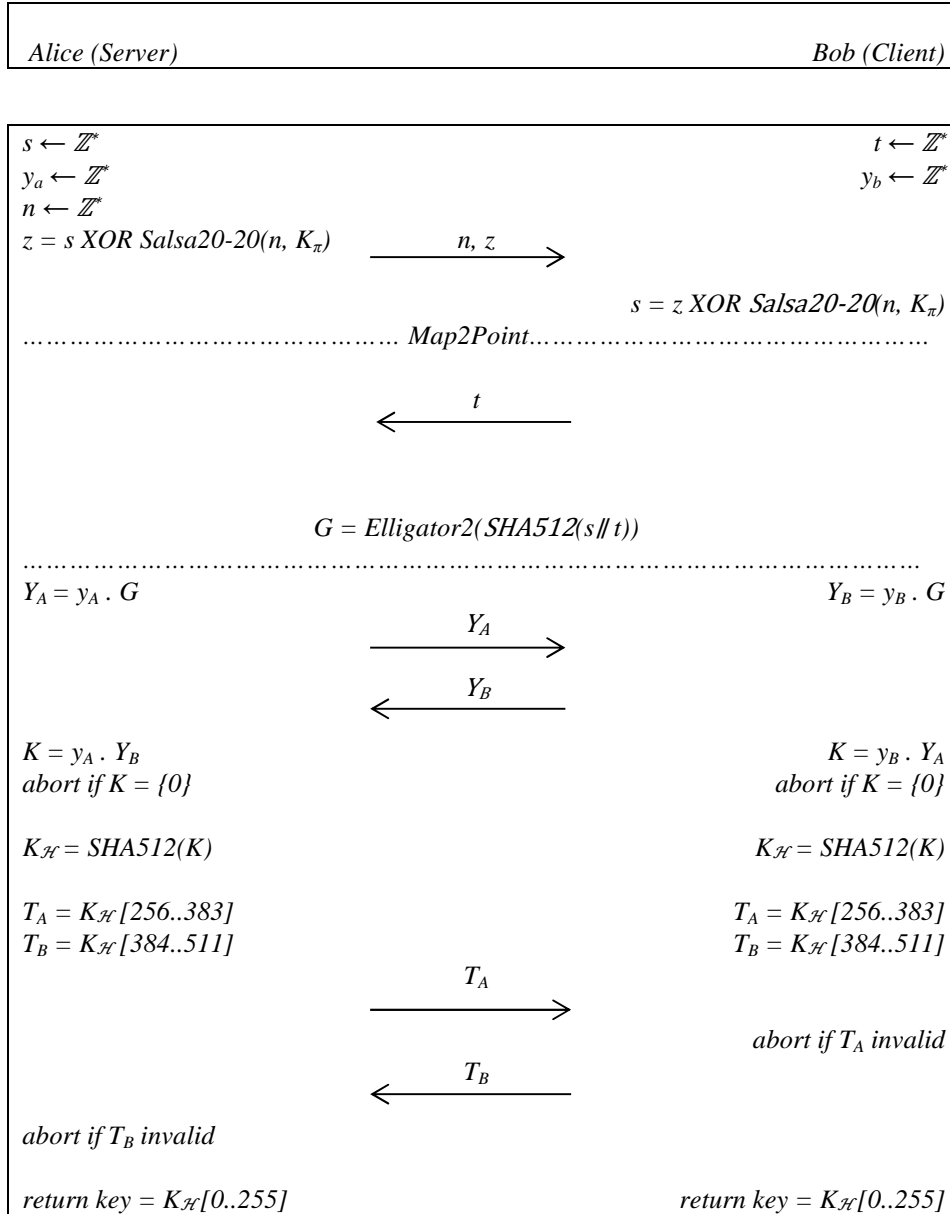 Alice (Server) Bob (Client)
s ← ℤ* t ← ℤ*
yₐ ← ℤ* y_b ← ℤ*
n ← ℤ*
z = s XOR Salsa20-20(n, K_π) n, z
s = z XOR Salsa20-20(n, K_π)
………………………………………… Map2Point……………………………………………
t
G = Elligator2(SHA512(s∥t))
……………………………………………………………………………………………………
Y_A = y_A . G Y_B = y_B . G
Y_A
Y_B
K = y_A . Y_B K = y_B . Y_A
abort if K = {0} abort if K = {0}
K_ℋ = SHA512(K) K_ℋ = SHA512(K)
T_A = K_ℋ[256..383] T_A = K_ℋ[256..383]
T_B = K_ℋ[384..511] T_B = K_ℋ[384..511]
T_A
abort if T_A invalid
T_B
abort if T_B invalid
return key = K_ℋ[0..255] return key = K_ℋ[0..255]